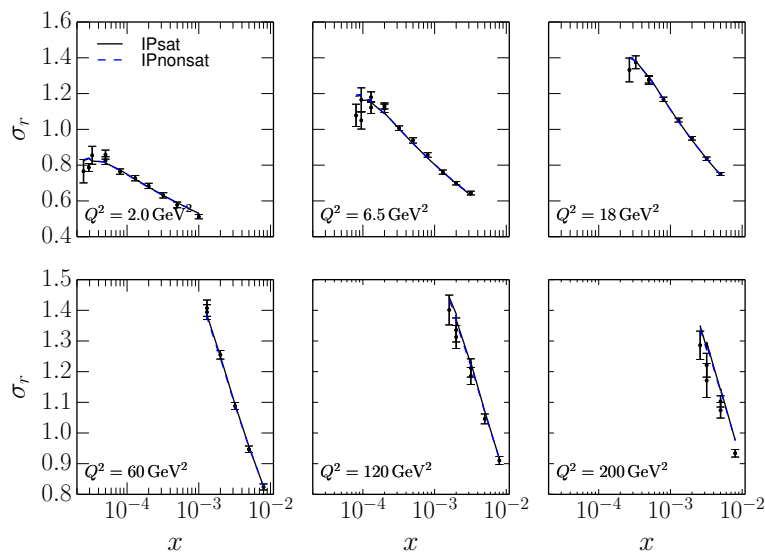 1.6
1.4
1.2
1.0
0.8
0.6
0.4
σ_r
IPsat
IPnonsat
Q² = 2.0 GeV²
Q² = 6.5 GeV²
Q² = 18 GeV²
1.5
1.4
1.3
1.2
1.1
1.0
0.9
0.8
σ_r
Q² = 60 GeV²
Q² = 120 GeV²
Q² = 200 GeV²
10⁻⁴ 10⁻³ 10⁻²
10⁻⁴ 10⁻³ 10⁻²
10⁻⁴ 10⁻³ 10⁻²
x
x
x